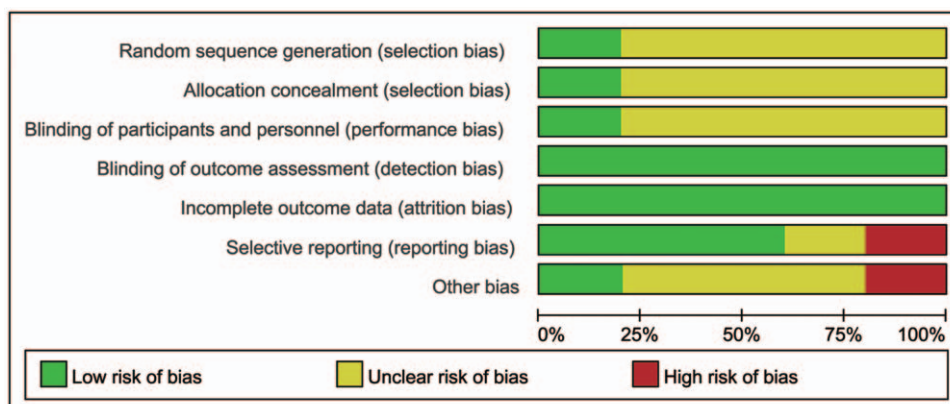 Random sequence generation (selection bias)
Allocation concealment (selection bias)
Blinding of participants and personnel (performance bias)
Blinding of outcome assessment (detection bias)
Incomplete outcome data (attrition bias)
Selective reporting (reporting bias)
Other bias
0% 25% 50% 75% 100%
Low risk of bias Unclear risk of bias High risk of bias